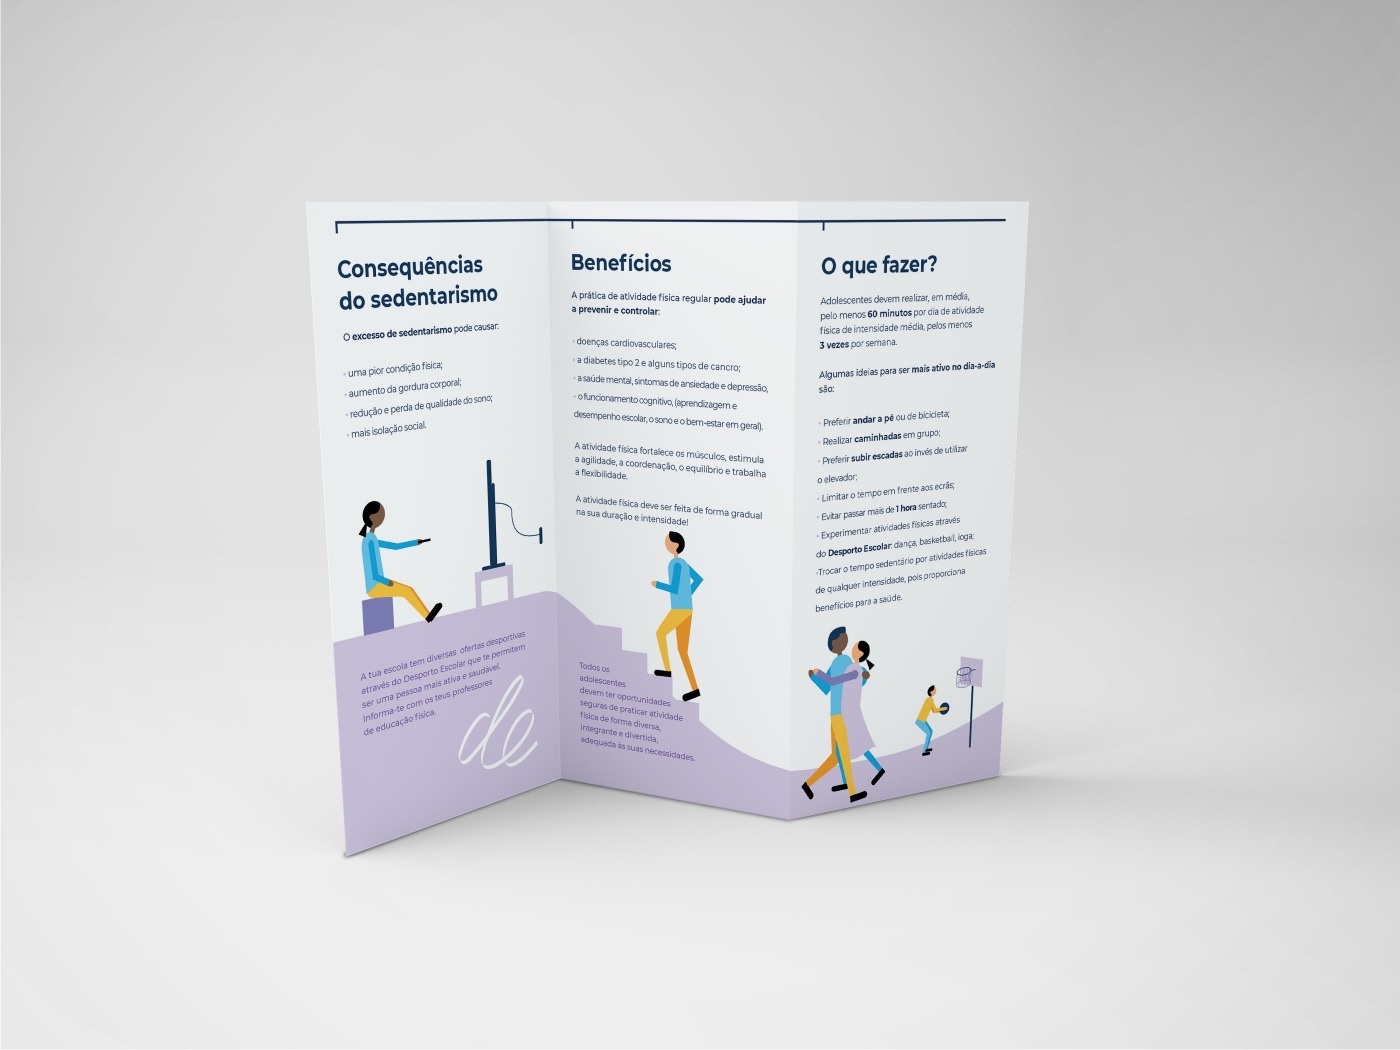 Consequências
do sedentarismo
O excesso de sedentarismo pode causar:
• uma pior condição física;
• aumento da gordura corporal;
• redução e perda de qualidade do sono;
• mais isolação social.
A tua escola tem diversas ofertas desportivas
através do Desporto Escolar que te permitem
ser uma pessoa mais ativa e saudável.
Informa-te com os teus professores
de educação física.
de
Benefícios
A prática de atividade física regular pode ajudar
a prevenir e controlar:
• doenças cardiovasculares;
• a diabetes tipo 2 e alguns tipos de cancro;
• a saúde mental, sintomas de ansiedade e depressão,
• o funcionamento cognitivo, (aprendizagem e
desempenho escolar, o sono e o bem-estar em geral).
A atividade física fortalece os músculos, estimula
a agilidade, a coordenação, o equilíbrio e trabalha
a flexibilidade.
A atividade física deve ser feita de forma gradual
na sua duração e intensidade!
Todos os
adolescentes
devem ter oportunidades
seguras de praticar atividade
física de forma diversa,
integrante e divertida,
adequada às suas necessidades.
O que fazer?
Adolescentes devem realizar, em média,
pelo menos 60 minutos por dia de atividade
física de intensidade média, pelos menos
3 vezes por semana.
Algumas ideias para ser mais ativo no dia-a-dia
são:
• Preferir andar a pé ou de bicicleta;
• Realizar caminhadas em grupo;
• Preferir subir escadas ao invés de utilizar
o elevador;
• Limitar o tempo em frente aos ecrãs;
• Evitar passar mais de 1 hora sentado;
• Experimentar atividades físicas através
do Desporto Escolar: dança, basketball, ioga;
•Trocar o tempo sedentário por atividades físicas
de qualquer intensidade, pois proporciona
benefícios para a saúde.